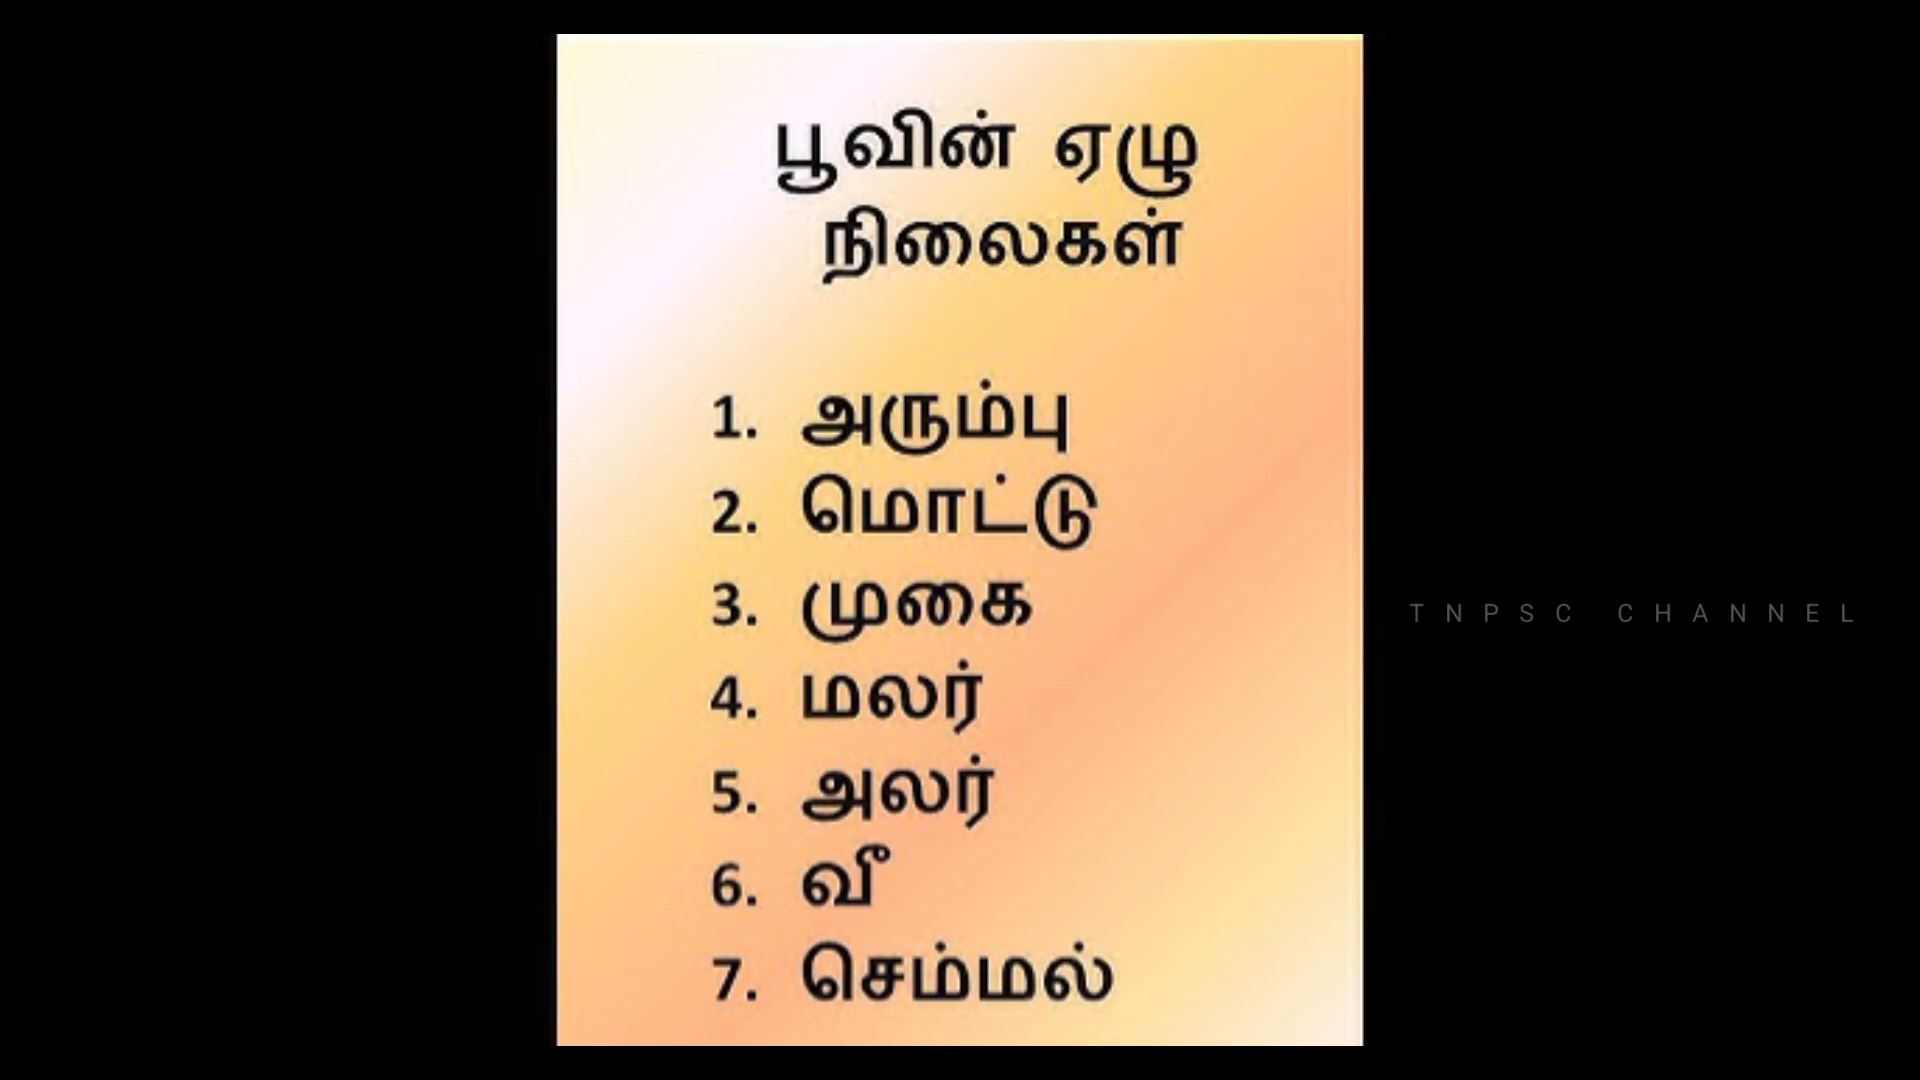 பூவின் ஏழு
நிலைகள்
1. அரும்பு
2. மொட்டு
3. முகை
4. மலர்
5. அலர்
6. வீ
7. செம்மல்
TNPSC CHANNEL